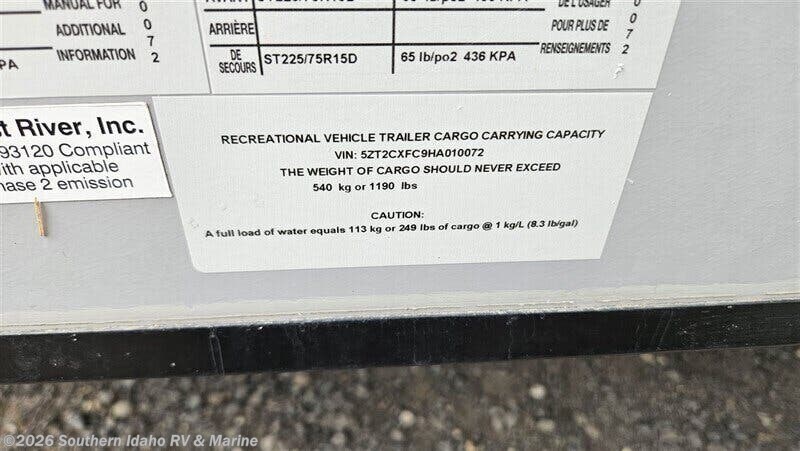 MANUAL FOR
ADDITIONAL
INFORMATION
0
0
7
2
PA
ARRIÈRE
DE
SECOURS
ST225/75R15D
65 lb/po2 436 KPA
DE L'USAGER
POUR PLUS DE
RENSEIGNEMENTS
0
0
7
2
t River, Inc.
93120 Compliant
ith applicable
hase 2 emission
RECREATIONAL VEHICLE TRAILER CARGO CARRYING CAPACITY
VIN: 5ZT2CXFC9HA010072
THE WEIGHT OF CARGO SHOULD NEVER EXCEED
540 kg or 1190 lbs
CAUTION:
A full load of water equals 113 kg or 249 lbs of cargo @ 1 kg/L (8.3 lb/gal)
©2026 Southern Idaho RV & Marine